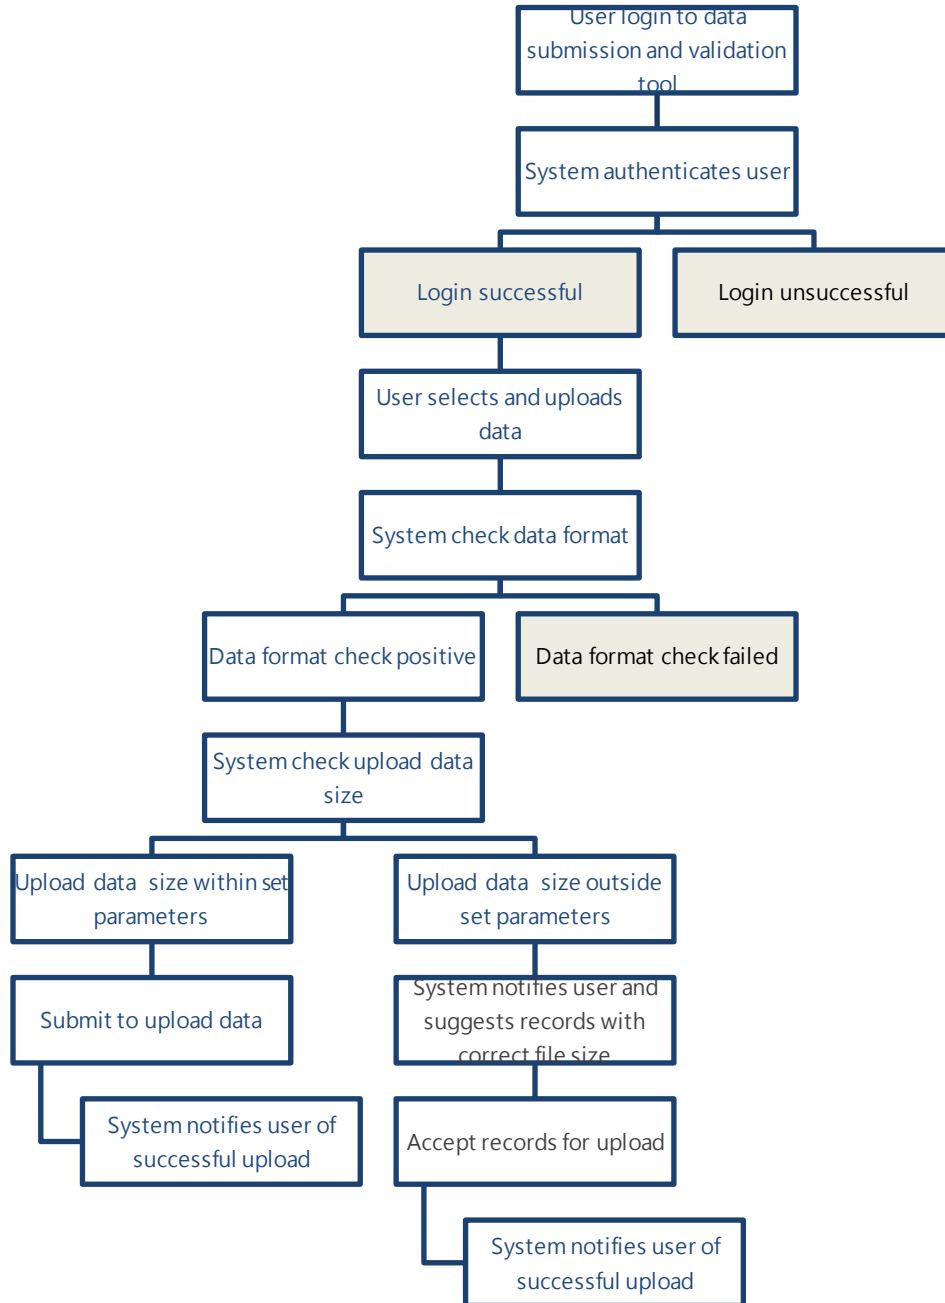 User login to data
submission and validation
tool
System authenticates user
Login successful
Login unsuccessful
User selects and uploads
data
System check data format
Data format check positive
Data format check failed
System check upload data
size
Upload data size within set
parameters
Upload data size outside
set parameters
Submit to upload data
System notifies user and
suggests records with
correct file size
System notifies user of
successful upload
Accept records for upload
System notifies user of
successful upload